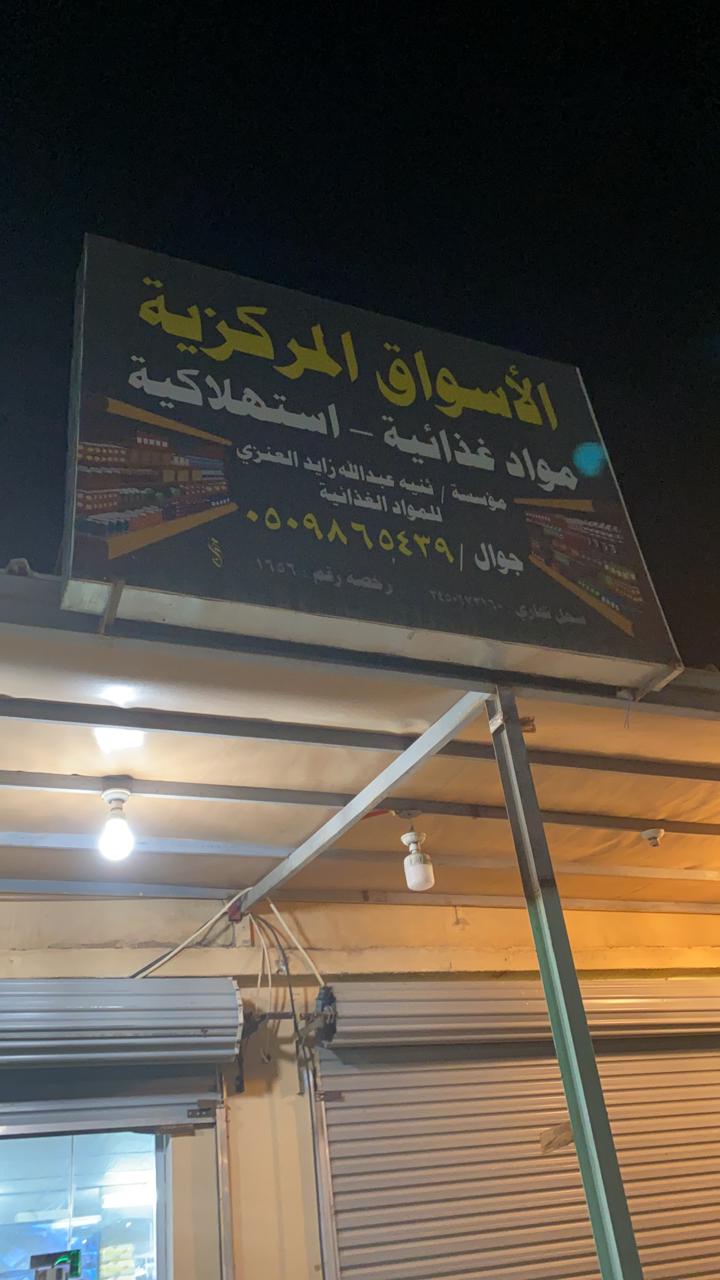 الأسواق المركزية
مواد غذائية - استهلاكية
مؤسسة / ثنيه عبدالله زايد العنزي
للمواد الغذائية
جوال / ٠٥٠٩٨٦٥٤٣٩
رخصه رقم : ١٦٥٦
سجل تجاري :